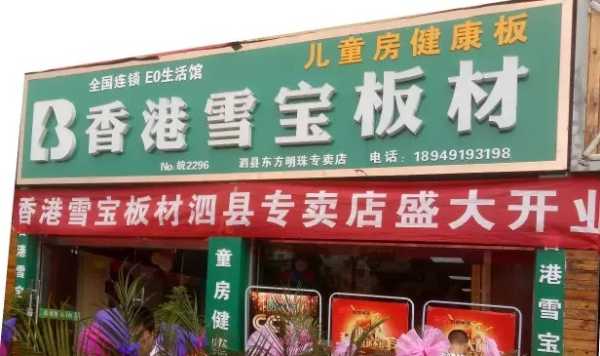 儿童房健康板
全国连锁 E0生活馆
香港雪宝板材
No.皖2296 泗县东方明珠专卖店 电话：18949193198
香港雪宝板材泗县专卖店盛大开业
香港雪宝
童房健
香港雪宝